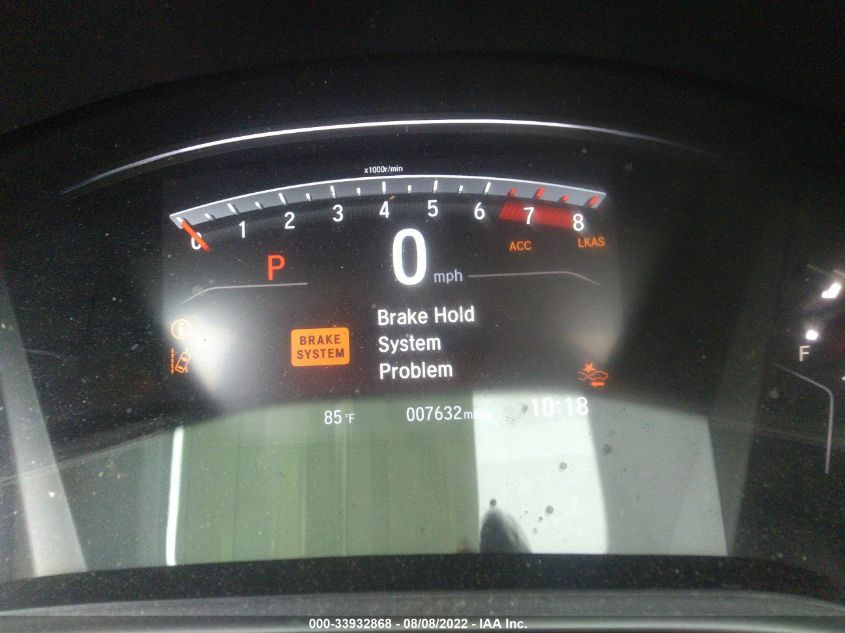 x1000r/min
0 1 2 3 4 5 6 7 8
ACC LKAS
P 0 mph
BRAKE
SYSTEM
Brake Hold
System
Problem
F
85°F 007632 miles 10:18
000-33932868 - 08/08/2022 - IAA Inc.